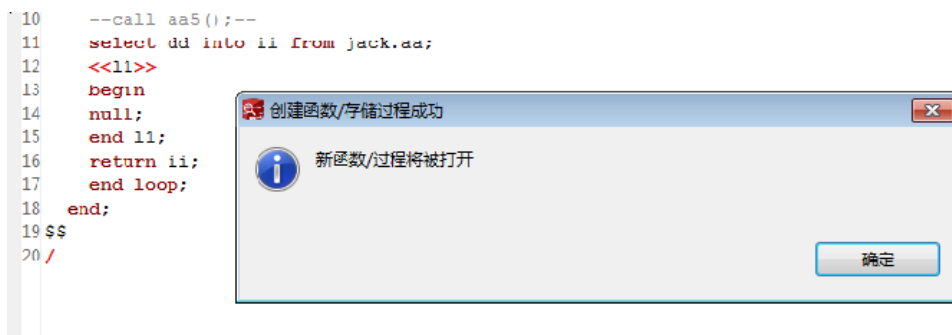 10 --call aa5();--
11 select dd into ii from jack.aa;
12 <<l1>>
13 begin
14 null;
15 end l1;
16 return ii;
17 end loop;
18 end;
19 $$
20 /
创建函数/存储过程成功
新函数/过程将被打开
确定